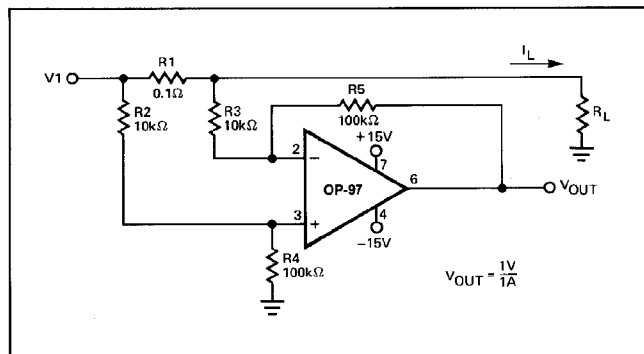 V1
R1
0.1Ω
I_L
R2
10kΩ
R3
10kΩ
R5
100kΩ
R_L
+15V
2
−
7
OP-97
6
V_OUT
3
+
4
−15V
R4
100kΩ
V_OUT = 1V/1A